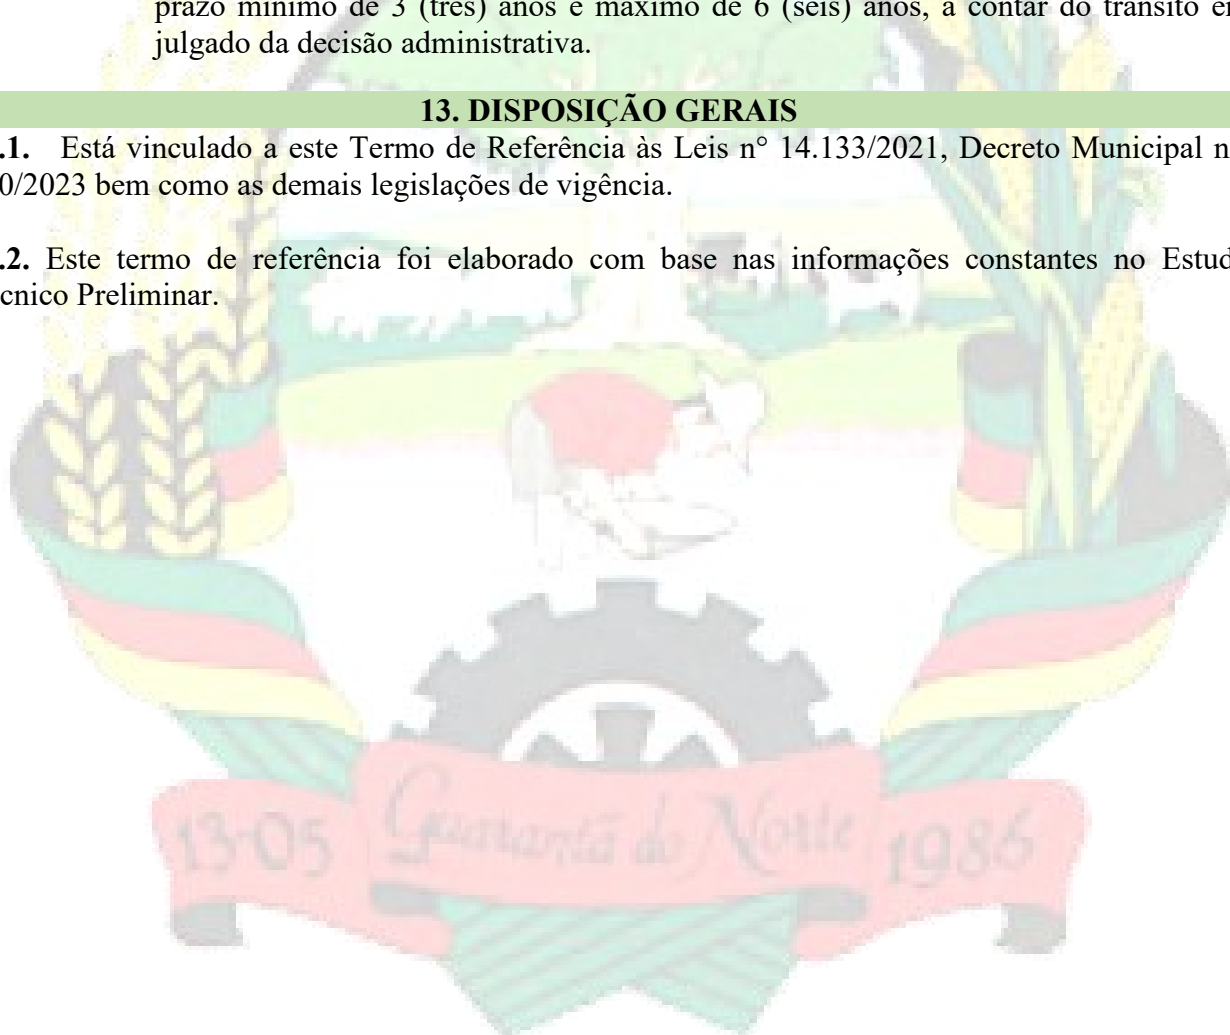 prazo mínimo de 3 (três) anos e máximo de 6 (seis) anos, a contar do trânsito
julgado da decisão administrativa.
13. DISPOSIÇÃO GERAIS
.1. Está vinculado a este Termo de Referência às Leis n° 14.133/2021, Decreto Municipal n
0/2023 bem como as demais legislações de vigência.
.2. Este termo de referência foi elaborado com base nas informações constantes no Estud
cnico Preliminar.
13-05 Guarantã do Norte 1986